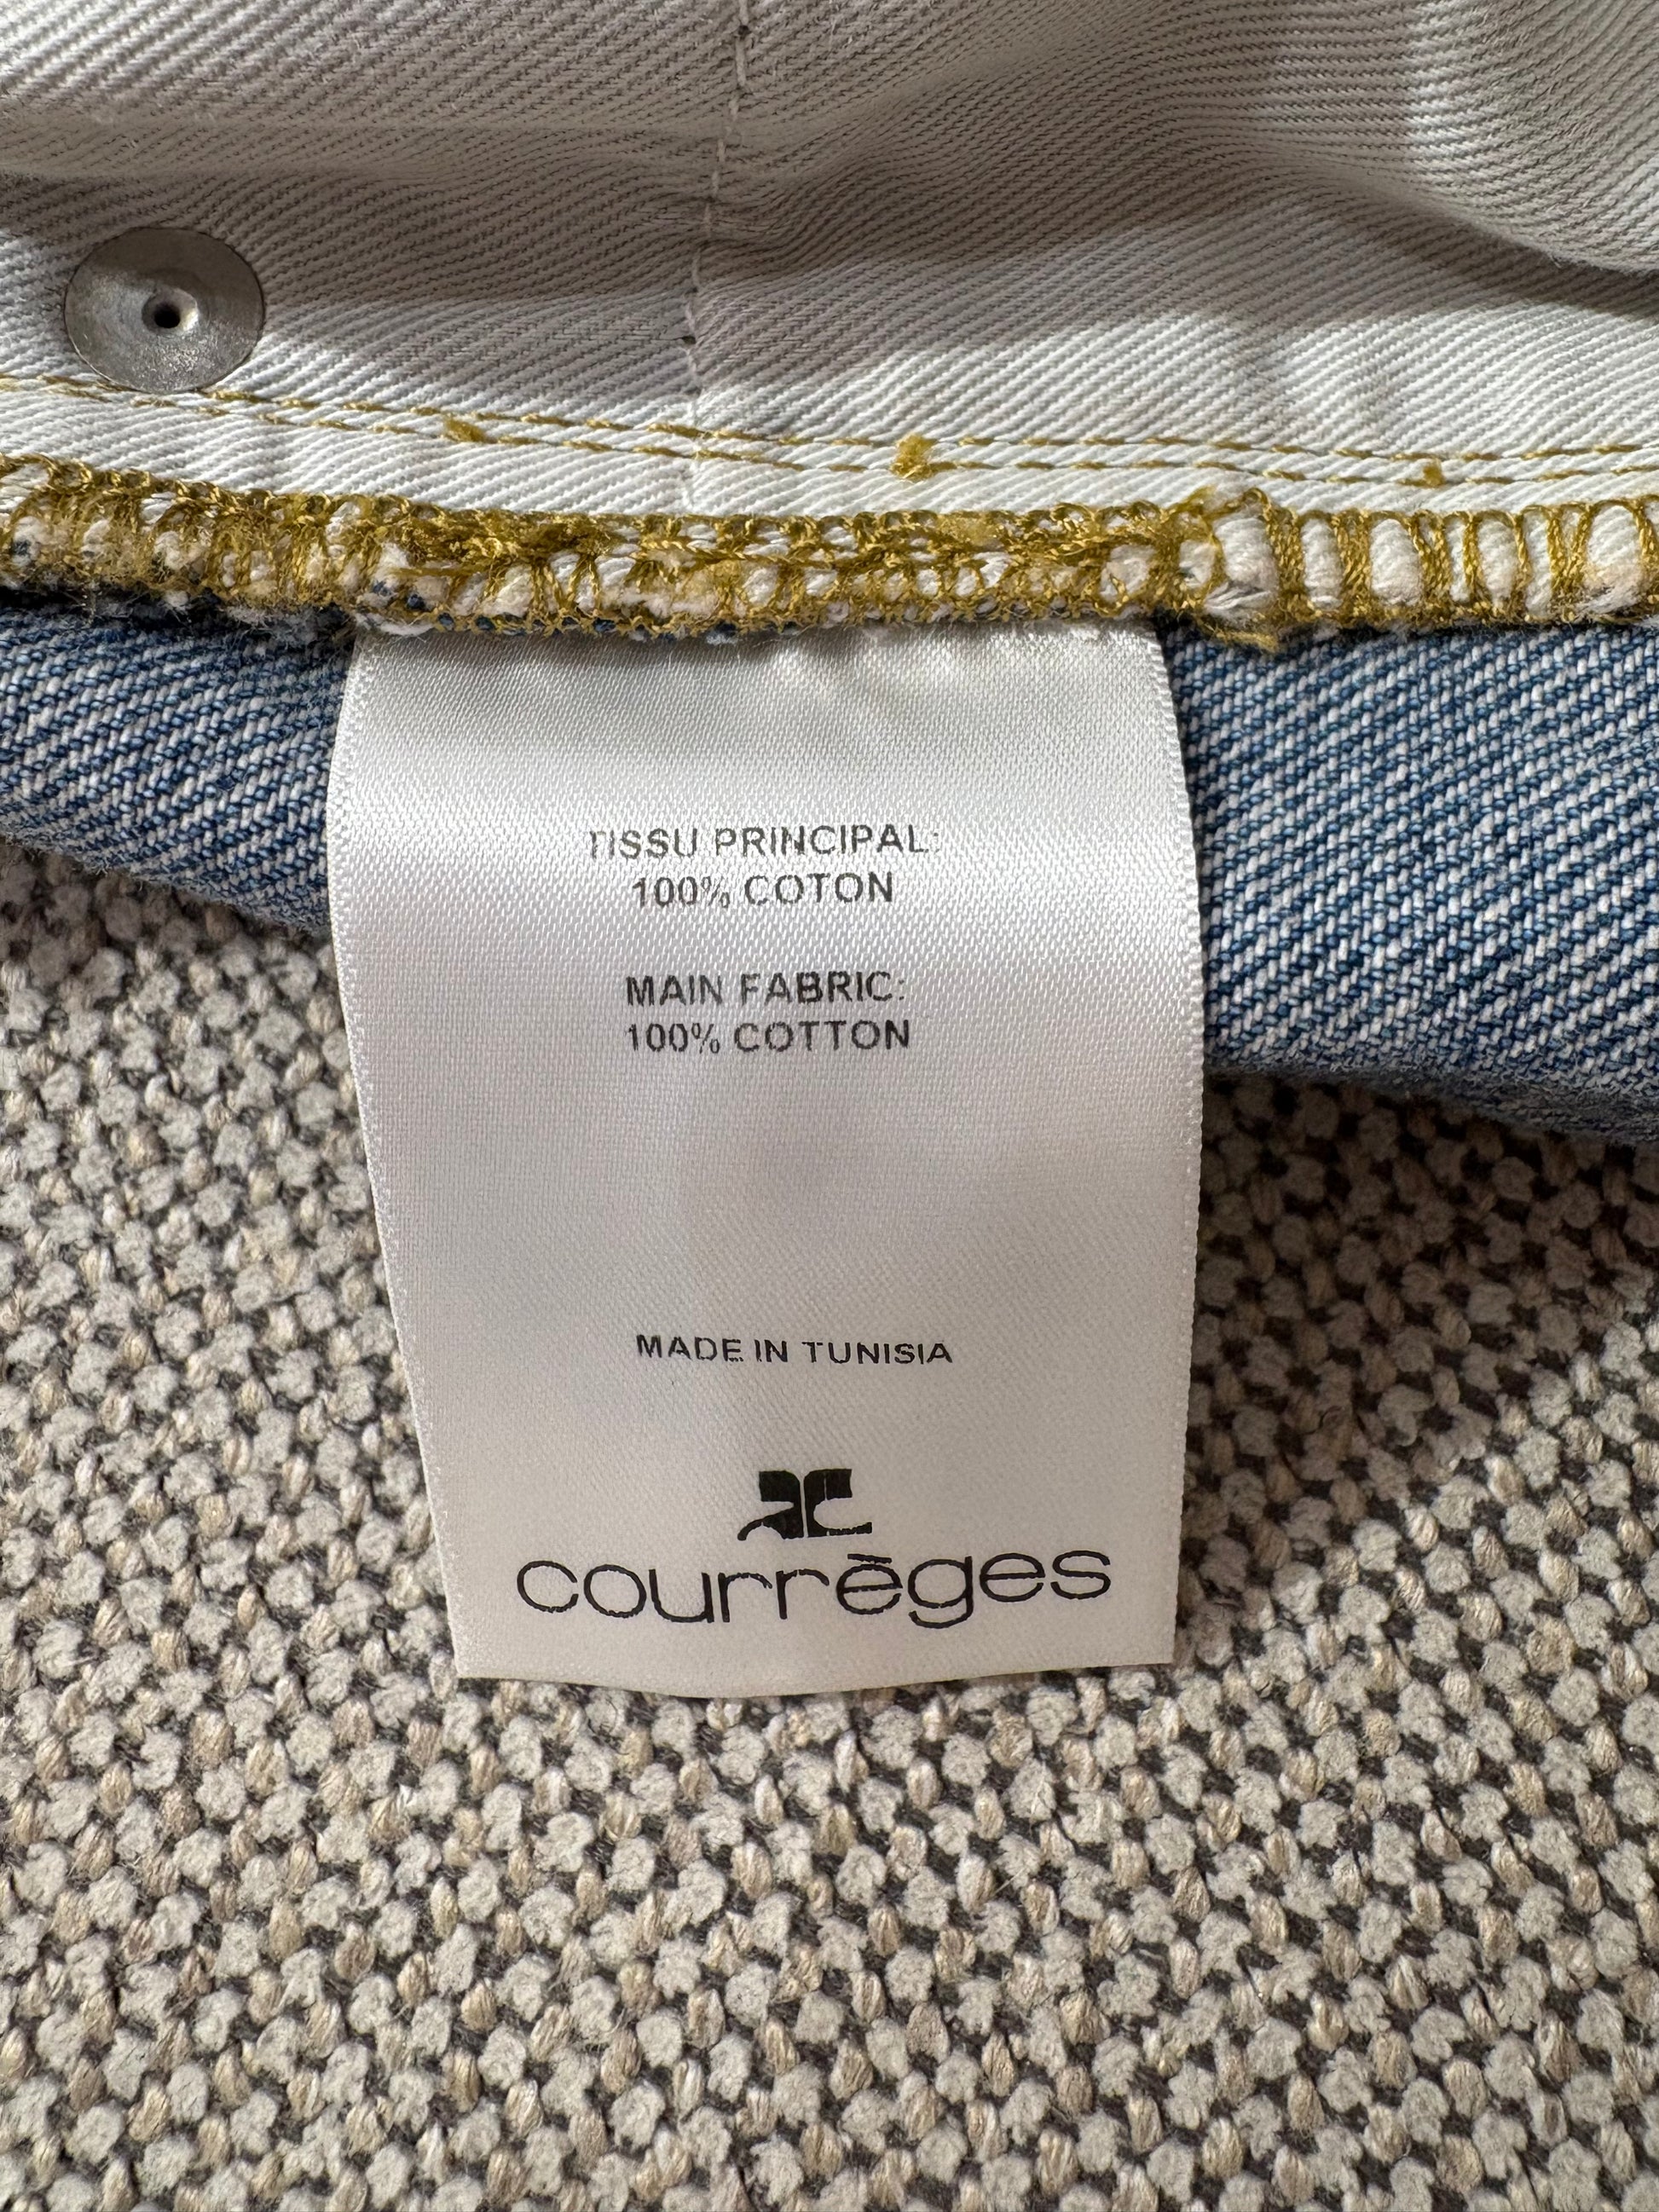 TISSU PRINCIPAL:
100% COTON
MAIN FABRIC:
100% COTTON
MADE IN TUNISIA
courrèges